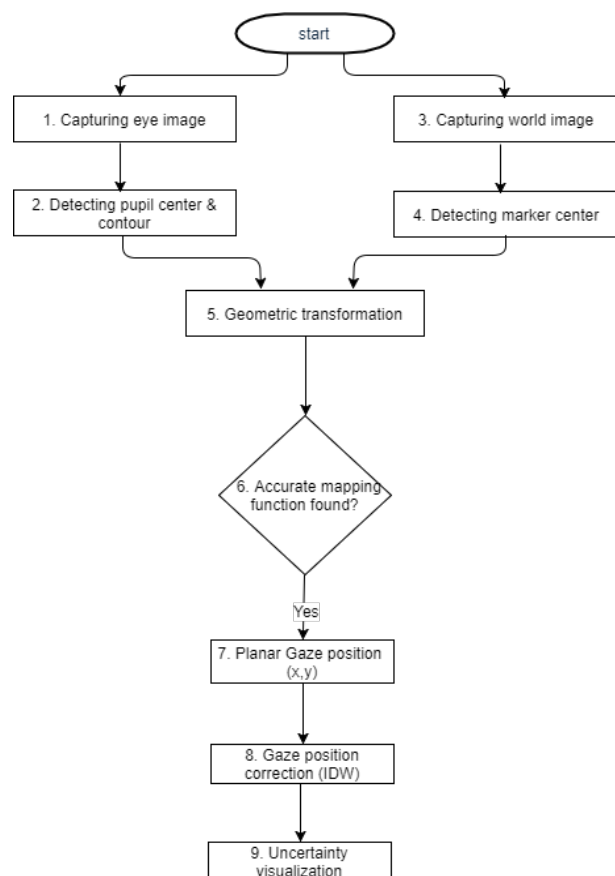 start
1. Capturing eye image
3. Capturing world image
2. Detecting pupil center &
contour
4. Detecting marker center
5. Geometric transformation
6. Accurate mapping
function found?
Yes
7. Planar Gaze position
(x,y)
8. Gaze position
correction (IDW)
9. Uncertainty
visualization